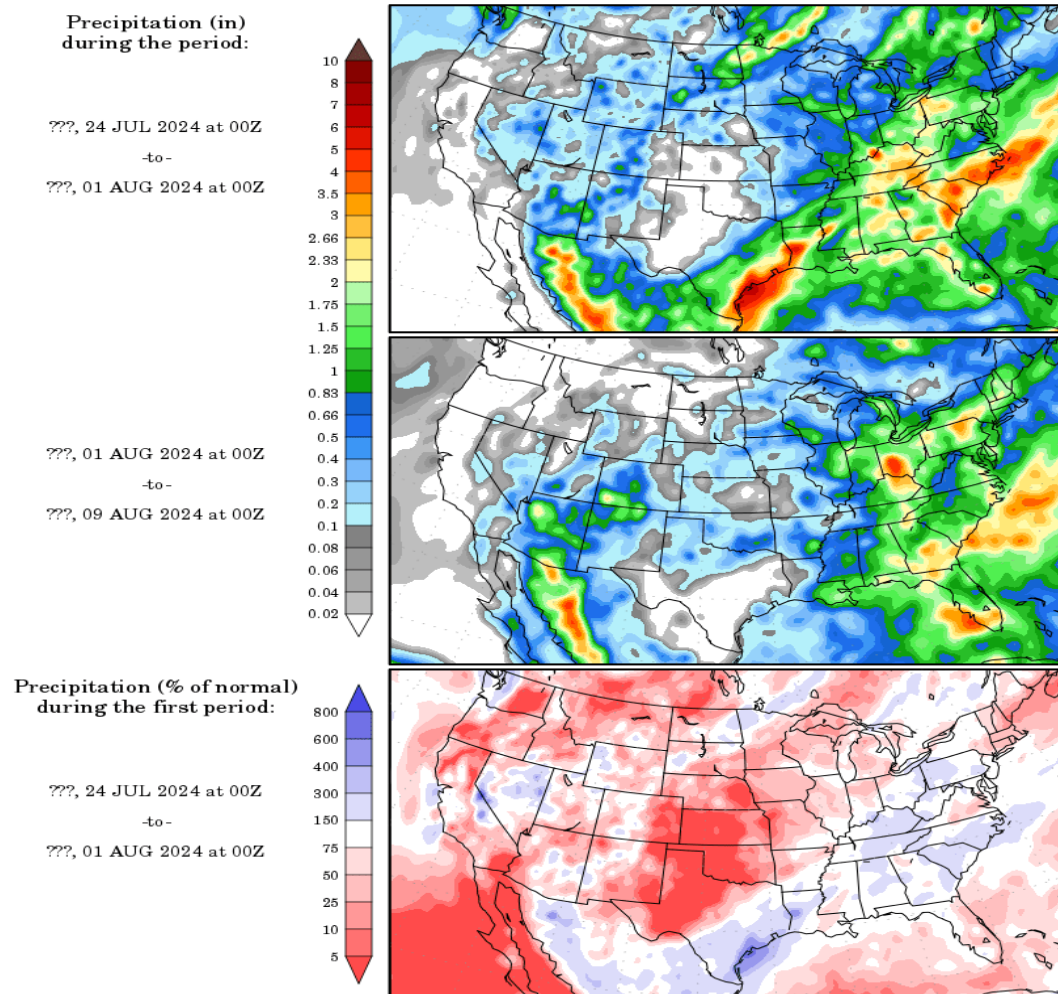 Precipitation (in)
during the period:
???, 24 JUL 2024 at 00Z
-to-
???, 01 AUG 2024 at 00Z
10
8
7
6
5
4
3.5
3
2.66
2.33
2
1.75
1.5
1.25
1
0.83
0.66
0.5
0.4
0.3
0.2
0.1
0.08
0.06
0.04
0.02
???, 01 AUG 2024 at 00Z
-to-
???, 09 AUG 2024 at 00Z
Precipitation (% of normal)
during the first period:
???, 24 JUL 2024 at 00Z
-to-
???, 01 AUG 2024 at 00Z
800
600
400
300
150
75
50
25
10
5